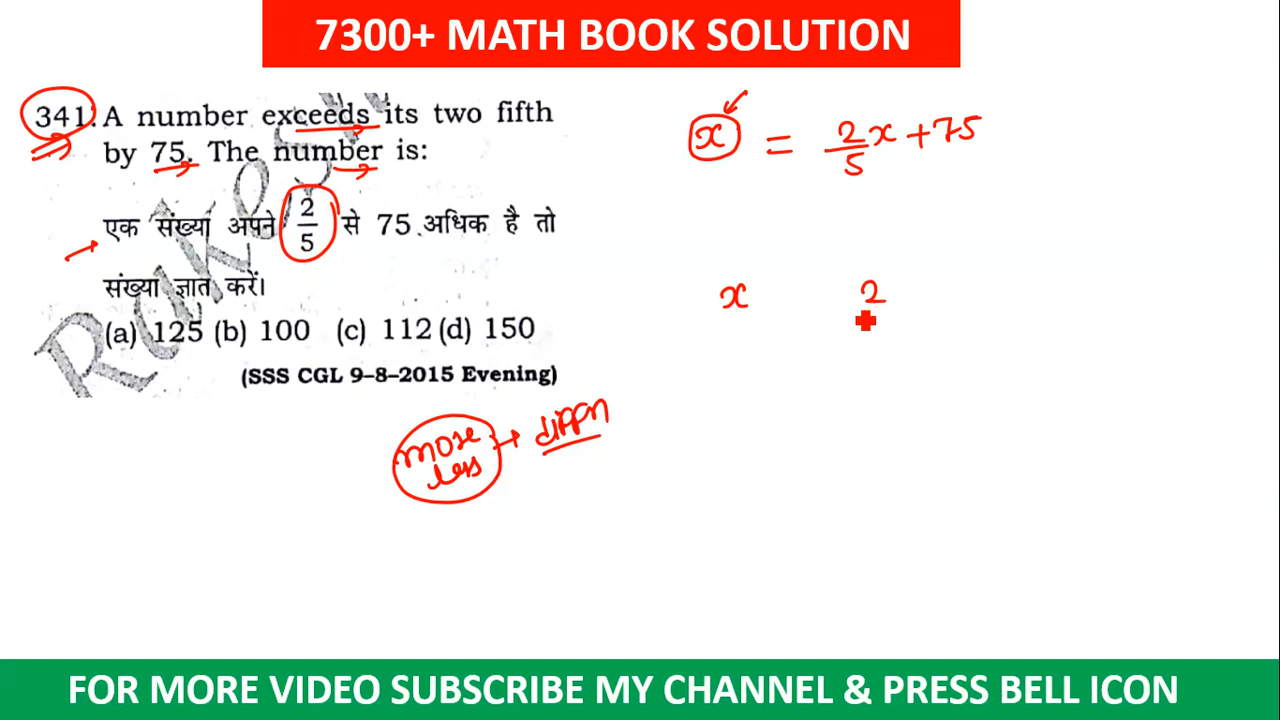 7300+ MATH BOOK SOLUTION
341. A number exceeds its two fifth
by 75. The number is:
एक संख्या अपने 2/5 से 75 अधिक है तो
संख्या ज्ञात करें।
(a) 125 (b) 100 (c) 112 (d) 150
(SSS CGL 9-8-2015 Evening)
Rakesh
x = 2/5 x + 75
x 2
more
less → diffn
FOR MORE VIDEO SUBSCRIBE MY CHANNEL & PRESS BELL ICON